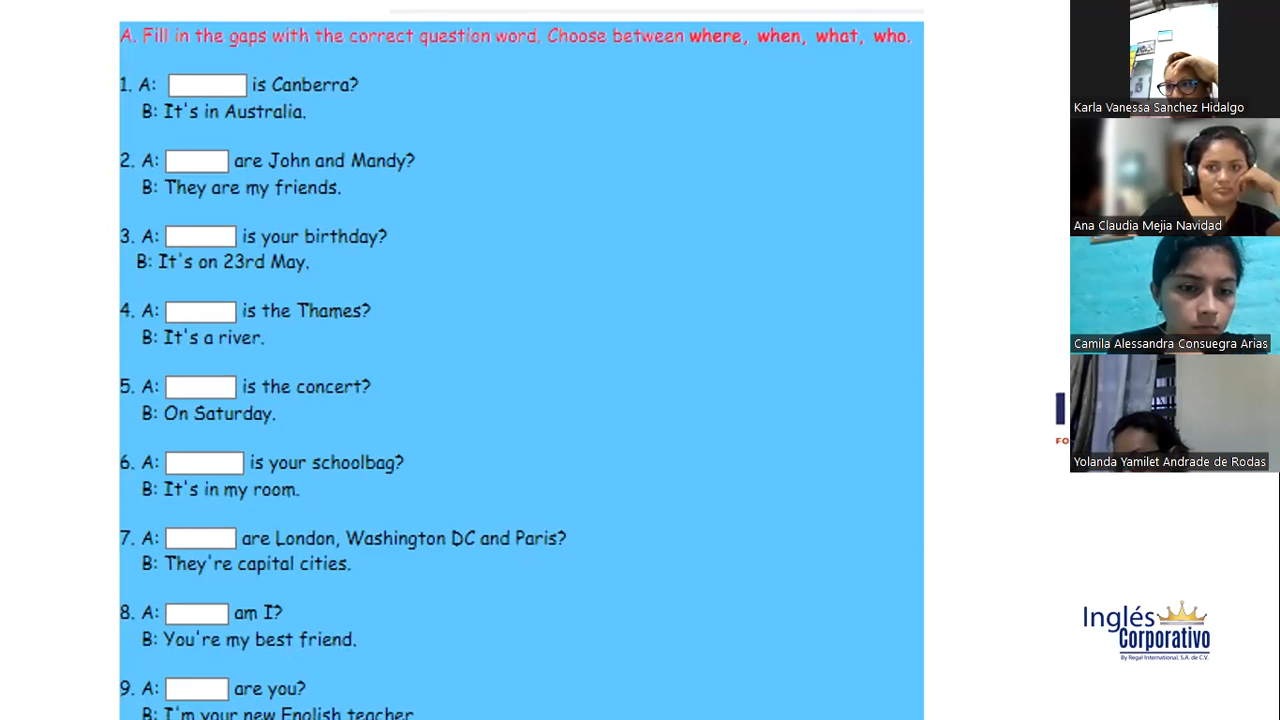 A. Fill in the gaps with the correct question word. Choose between where, when, what, who.
1. A: is Canberra?
B: It's in Australia.
2. A: are John and Mandy?
B: They are my friends.
3. A: is your birthday?
B: It's on 23rd May.
4. A: is the Thames?
B: It's a river.
5. A: is the concert?
B: On Saturday.
6. A: is your schoolbag?
B: It's in my room.
7. A: are London, Washington DC and Paris?
B: They're capital cities.
8. A: am I?
B: You're my best friend.
9. A: are you?
B: I'm your new English teacher.
Karla Vanessa Sanchez Hidalgo
Ana Claudia Mejia Navidad
Camila Alessandra Consuegra Arias
Yolanda Yamilet Andrade de Rodas
I
FO
Inglés
Corporativo
By Regal International, S.A. de C.V.